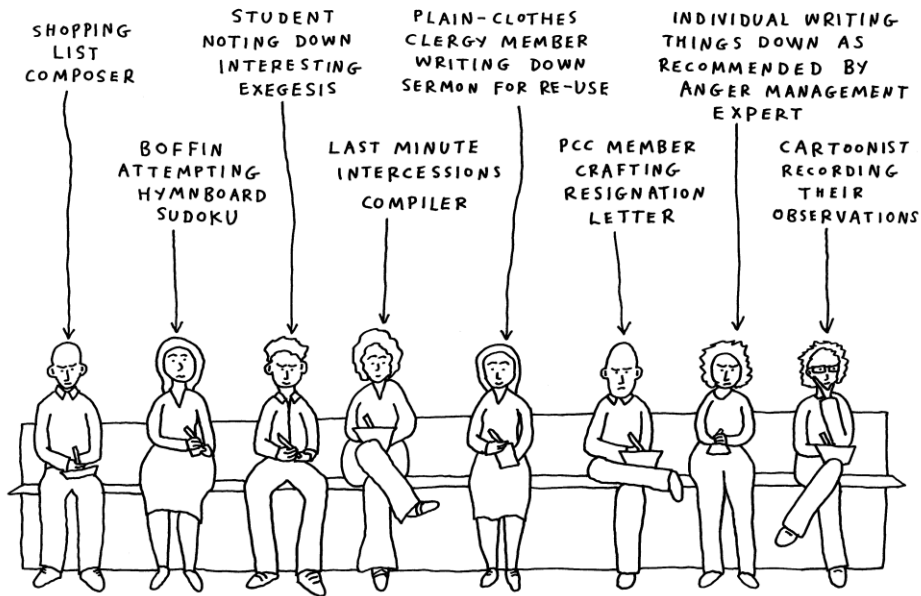 SHOPPING
LIST
COMPOSER
BOFFIN
ATTEMPTING
HYMNBOARD
SUDOKU
STUDENT
NOTING DOWN
INTERESTING
EXEGESIS
LAST MINUTE
INTERCESSIONS
COMPILER
PLAIN-CLOTHES
CLERGY MEMBER
WRITING DOWN
SERMON FOR RE-USE
PCC MEMBER
CRAFTING
RESIGNATION
LETTER
INDIVIDUAL WRITING
THINGS DOWN AS
RECOMMENDED BY
ANGER MANAGEMENT
EXPERT
CARTOONIST
RECORDING
THEIR
OBSERVATIONS